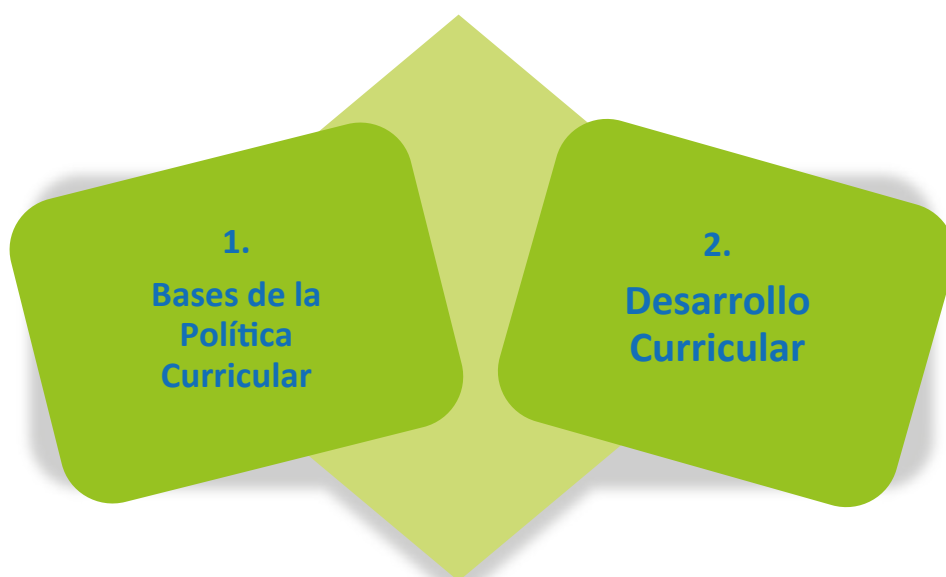 1.
Bases de la
Política
Curricular
2.
Desarrollo
Curricular